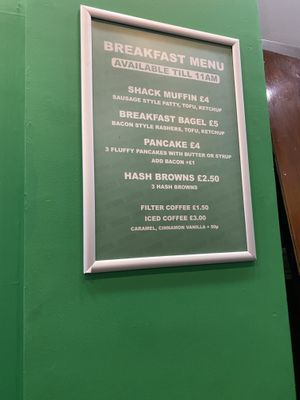 BREAKFAST MENU
AVAILABLE TILL 11AM
SHACK MUFFIN £4
SAUSAGE STYLE PATTY, TOFU, KETCHUP
BREAKFAST BAGEL £5
BACON STYLE RASHERS, TOFU, KETCHUP
PANCAKE £4
3 FLUFFY PANCAKES WITH BUTTER OR SYRUP
ADD BACON +£1
HASH BROWNS £2.50
3 HASH BROWNS
FILTER COFFEE £1.50
ICED COFFEE £3.00
CARAMEL, CINNAMON VANILLA + 50p